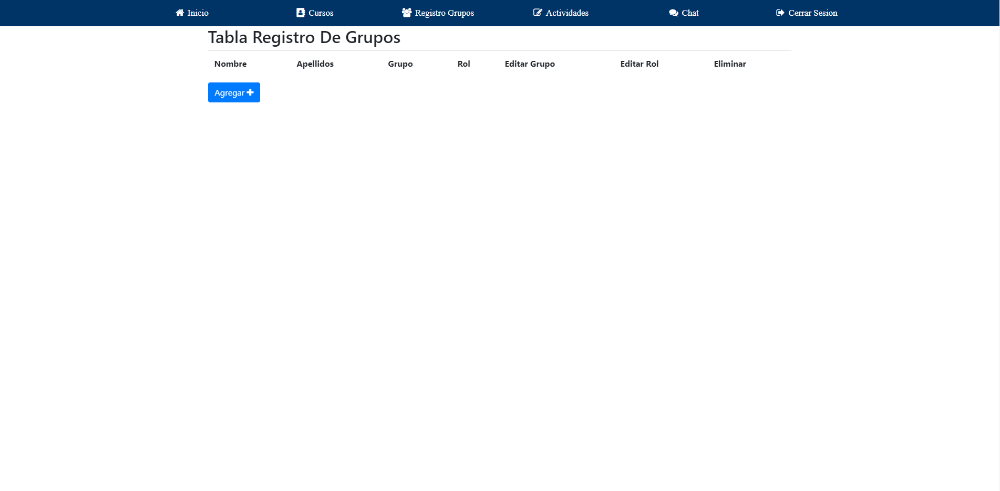 Inicio Cursos Registro Grupos Actividades Chat Cerrar Sesion
Tabla Registro De Grupos
Nombre Apellidos Grupo Rol Editar Grupo Editar Rol Eliminar
Agregar